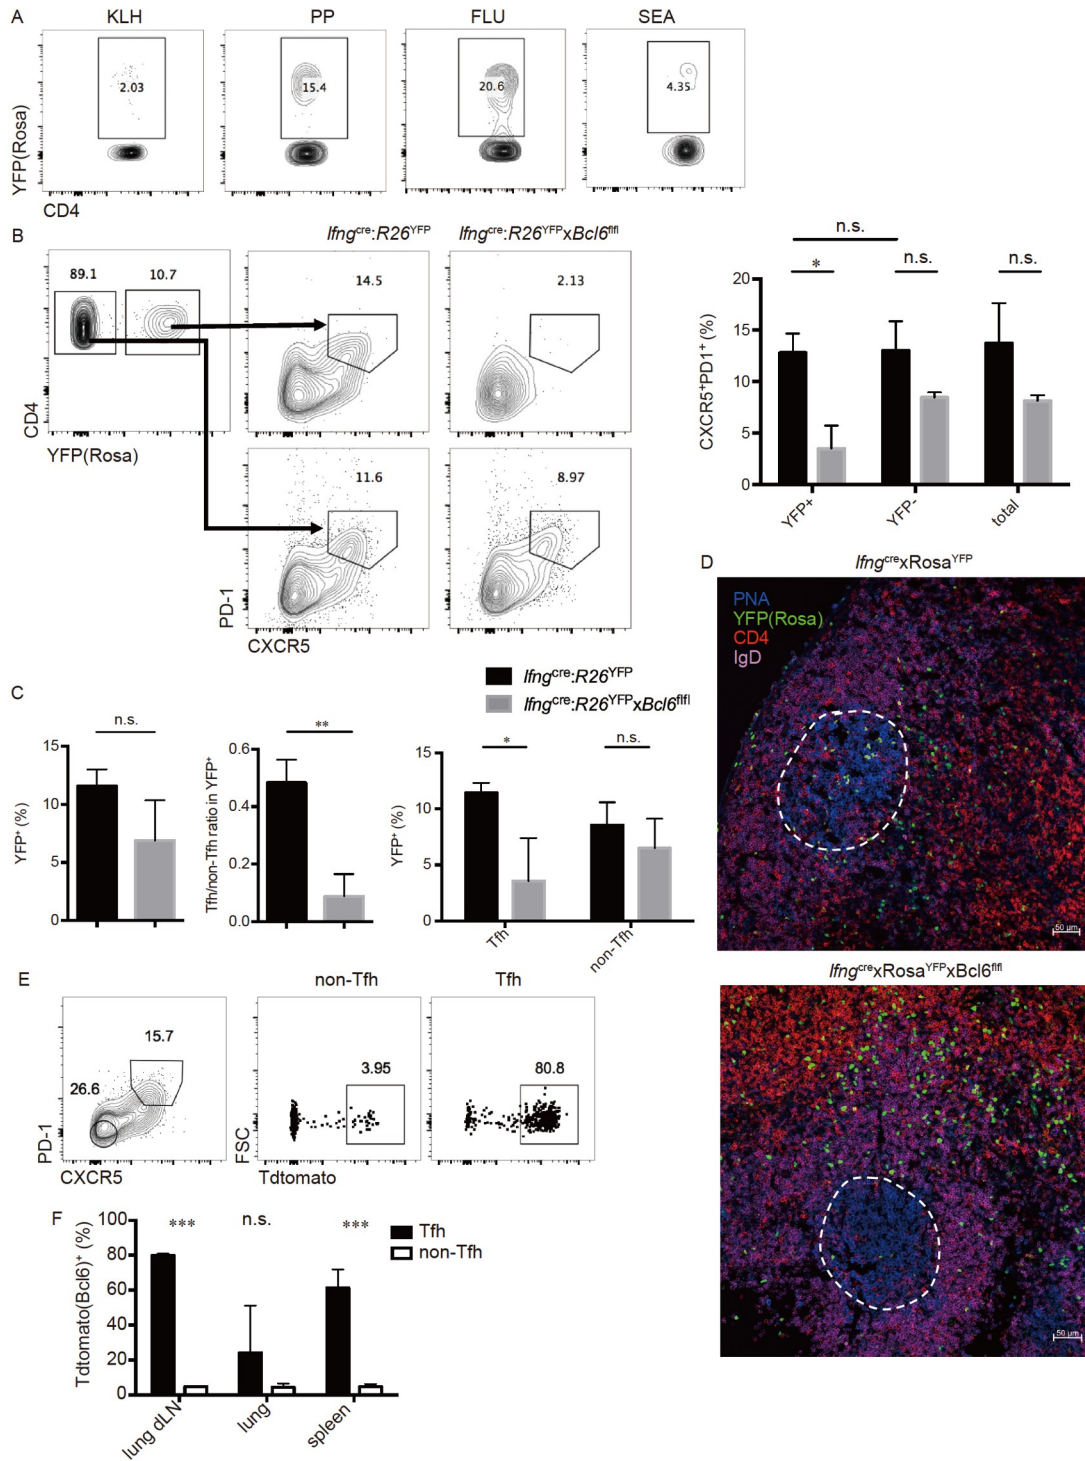 A
KLH PP FLU SEA
2.03 15.4 20.6 4.35
YFP(Rosa)
CD4
B
Ifngcre:R26YFP Ifngcre:R26YFPxBcl6flfl
89.1 10.7 14.5 2.13
CD4
YFP(Rosa)
11.6 8.97
PD-1
CXCR5
n.s.
* n.s. n.s.
CXCR5+PD1+ (%)
20
15
10
5
0
YFP+ YFP- total
Ifngcre:R26YFP
Ifngcre:R26YFPxBcl6flfl
C
n.s.
YFP+ (%)
15
10
5
0
**
Tfh/non-Tfh ratio in YFP+
0.6
0.4
0.2
0.0
* n.s.
YFP+ (%)
15
10
5
0
Tfh non-Tfh
D
IfngcrexRosaYFP
PNA
YFP(Rosa)
CD4
IgD
50 µm
IfngcrexRosaYFPxBcl6flfl
50 µm
E
non-Tfh Tfh
15.7
26.6
3.95 80.8
PD-1
CXCR5
FSC
Tdtomato
F
*** n.s. ***
Tfh
non-Tfh
Tdtomato(Bcl6)+ (%)
100
80
60
40
20
0
lung dLN lung spleen